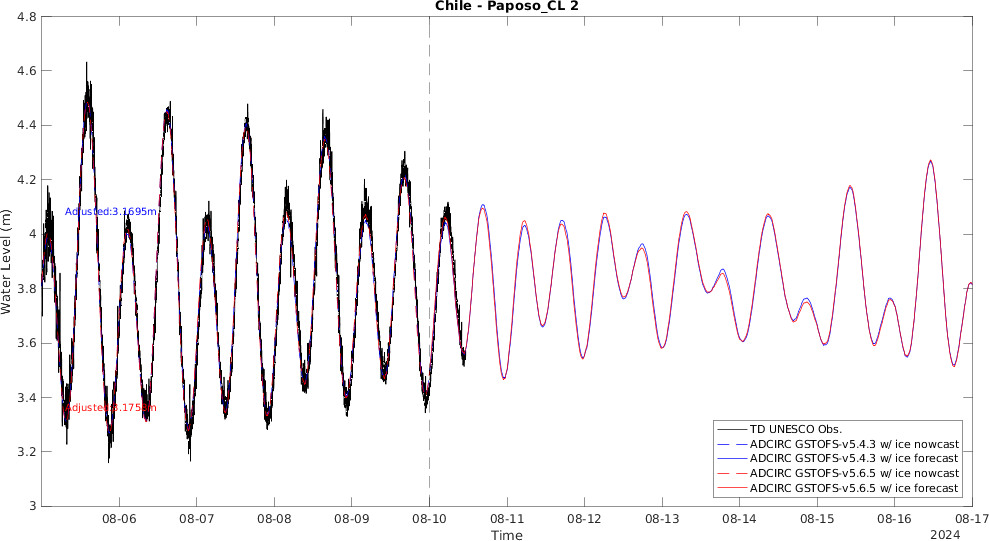 Chile - Paposo_CL 2
4.8
4.6
4.4
4.2
4
3.8
3.6
3.4
3.2
3
Water Level (m)
Adjusted:3.1695m
TD UNESCO Obs.
ADCIRC GSTOFS-v5.4.3 w/ ice nowcast
ADCIRC GSTOFS-v5.4.3 w/ ice forecast
ADCIRC GSTOFS-v5.6.5 w/ ice nowcast
ADCIRC GSTOFS-v5.6.5 w/ ice forecast
08-06 08-07 08-08 08-09 08-10 08-11 08-12 08-13 08-14 08-15 08-16 08-17
Time
2024